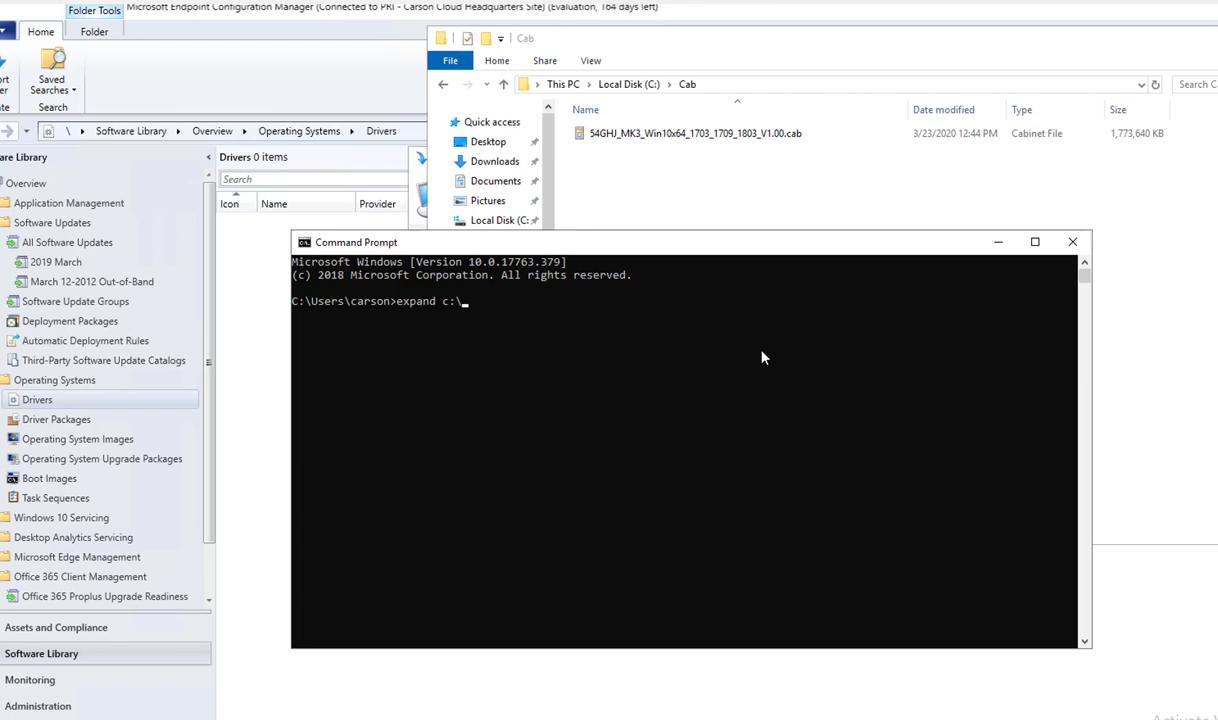 Folder Tools
Microsoft Endpoint Configuration Manager (Connected to PRI - Carson Cloud Headquarters Site) (Evaluation, 164 days left)
Home
Folder
Saved
Searches
Search
\ Software Library Overview Operating Systems Drivers
Software Library
Overview
Application Management
Software Updates
All Software Updates
2019 March
March 12-2012 Out-of-Band
Software Update Groups
Deployment Packages
Automatic Deployment Rules
Third-Party Software Update Catalogs
Operating Systems
Drivers
Driver Packages
Operating System Images
Operating System Upgrade Packages
Boot Images
Task Sequences
Windows 10 Servicing
Desktop Analytics Servicing
Microsoft Edge Management
Office 365 Client Management
Office 365 Proplus Upgrade Readiness
Assets and Compliance
Software Library
Monitoring
Administration
Drivers 0 items
Search
Icon Name Provider
Cab
File Home Share View
This PC Local Disk (C:) Cab
Search C
Quick access
Desktop
Downloads
Documents
Pictures
Local Disk (C:
Name Date modified Type Size
54GHJ_MK3_Win10x64_1703_1709_1803_V1.00.cab 3/23/2020 12:44 PM Cabinet File 1,773,640 KB
Command Prompt
Microsoft Windows [Version 10.0.17763.379]
(c) 2018 Microsoft Corporation. All rights reserved.
C:\Users\carson>expand c:\_